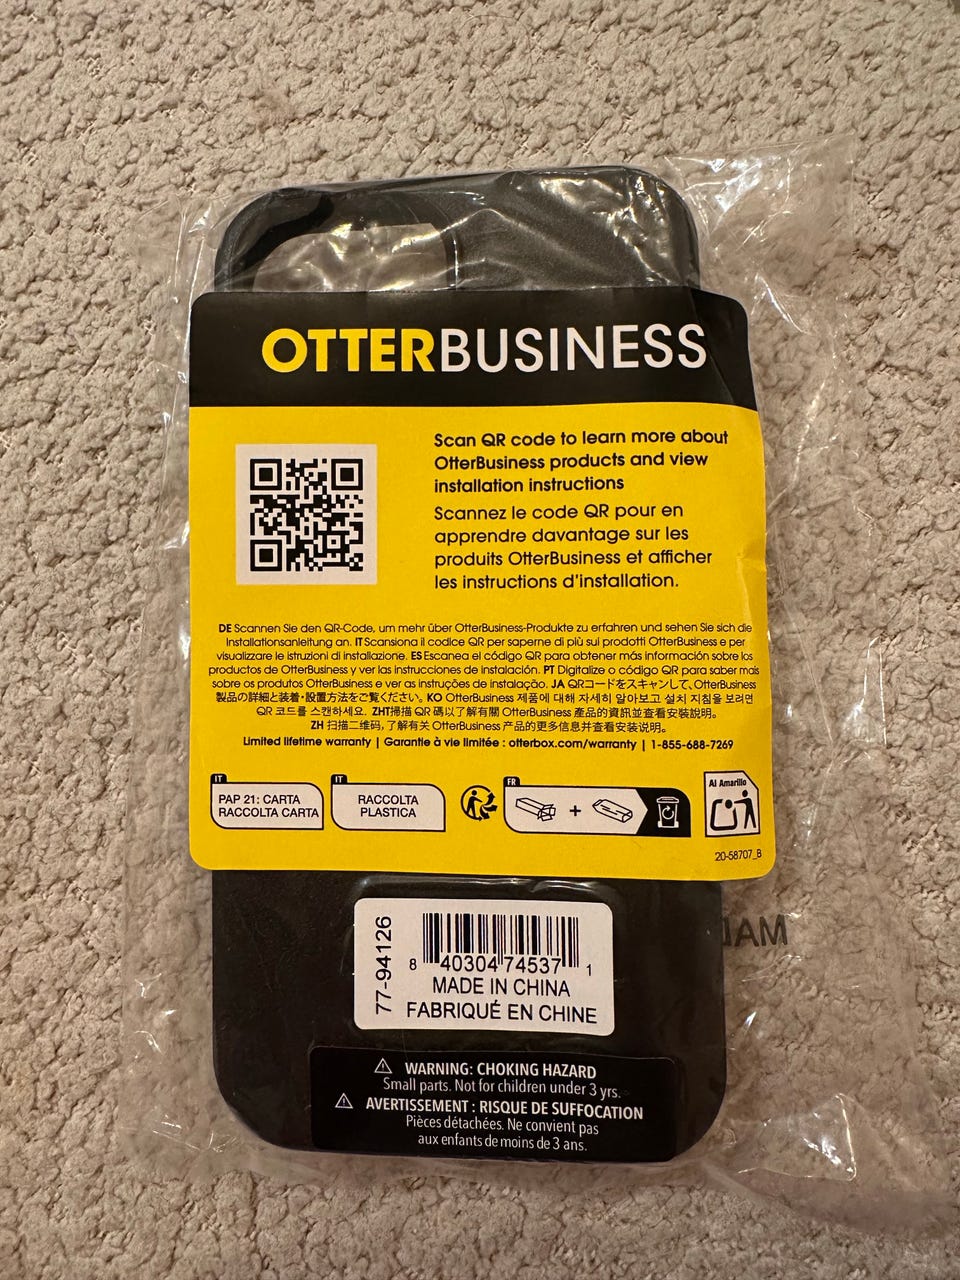 OTTERBUSINESS
Scan QR code to learn more about
OtterBusiness products and view
installation instructions
Scannez le code QR pour en
apprendre davantage sur les
produits OtterBusiness et afficher
les instructions d'installation.
DE Scannen Sie den QR-Code, um mehr über OtterBusiness-Produkte zu erfahren und sehen Sie sich die
Installationsanleitung an. IT Scansiona il codice QR per saperne di più sui prodotti OtterBusiness e per
visualizzare le istruzioni di installazione. ES Escanea el código QR para obtener más información sobre los
productos de OtterBusiness y ver las instrucciones de instalación. PT Digitalize o código QR para saber mais
sobre os produtos OtterBusiness e ver as instruções de instalação. JA QRコードをスキャンして、OtterBusiness
製品の詳細と装着・設置方法をご覧ください。 KO OtterBusiness 제품에 대해 자세히 알아보고 설치 지침을 보려면
QR 코드를 스캔하세요. ZHT掃描 QR 碼以了解有關 OtterBusiness 產品的資訊並查看安裝說明。
ZH 扫描二维码，了解有关 OtterBusiness 产品的更多信息并查看安装说明。
Limited lifetime warranty | Garantie à vie limitée : otterbox.com/warranty | 1-855-688-7269
IT
PAP 21: CARTA
RACCOLTA CARTA
IT
RACCOLTA
PLASTICA
FR
+
Al Amarillo
20-58707_B
77-94126
8 40304 74537 1
MADE IN CHINA
FABRIQUÉ EN CHINE
⚠ WARNING: CHOKING HAZARD
Small parts. Not for children under 3 yrs.
⚠ AVERTISSEMENT : RISQUE DE SUFFOCATION
Pièces détachées. Ne convient pas
aux enfants de moins de 3 ans.